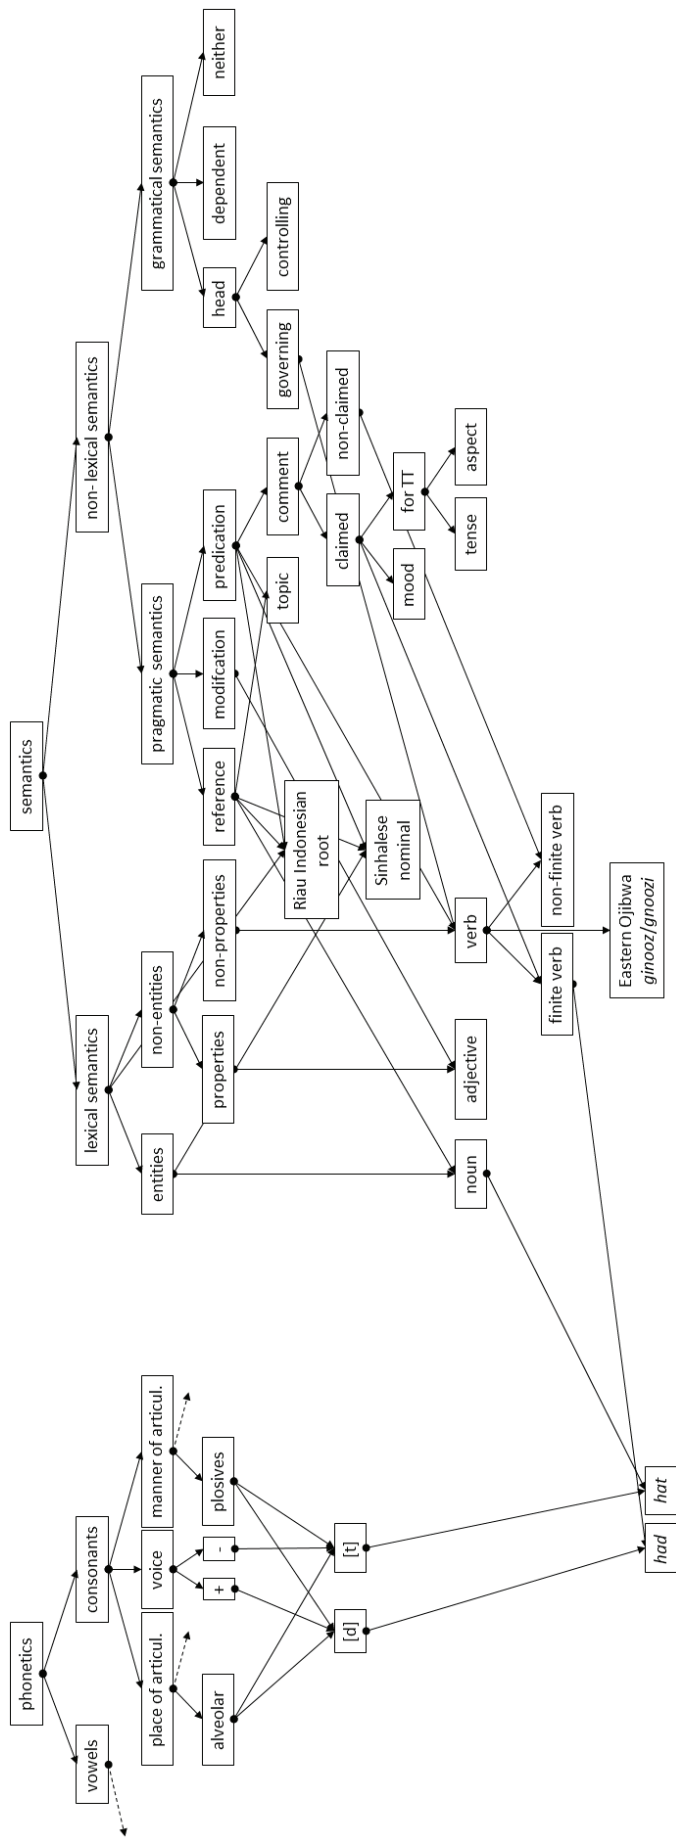 phonetics
semantics
vowels
consonants
lexical semantics
non-lexical semantics
place of articul.
voice
manner of articul.
entities
non-entities
pragmatic semantics
grammatical semantics
alveolar
+
-
plosives
properties
non-properties
reference
modifcation
predication
head
dependent
neither
topic
comment
governing
controlling
Riau Indonesian
root
[d]
[t]
claimed
non-claimed
Sinhalese
nominal
mood
for TT
noun
adjective
verb
tense
aspect
finite verb
non-finite verb
Eastern Ojibwa
ginooz/gnoozi
had
hat